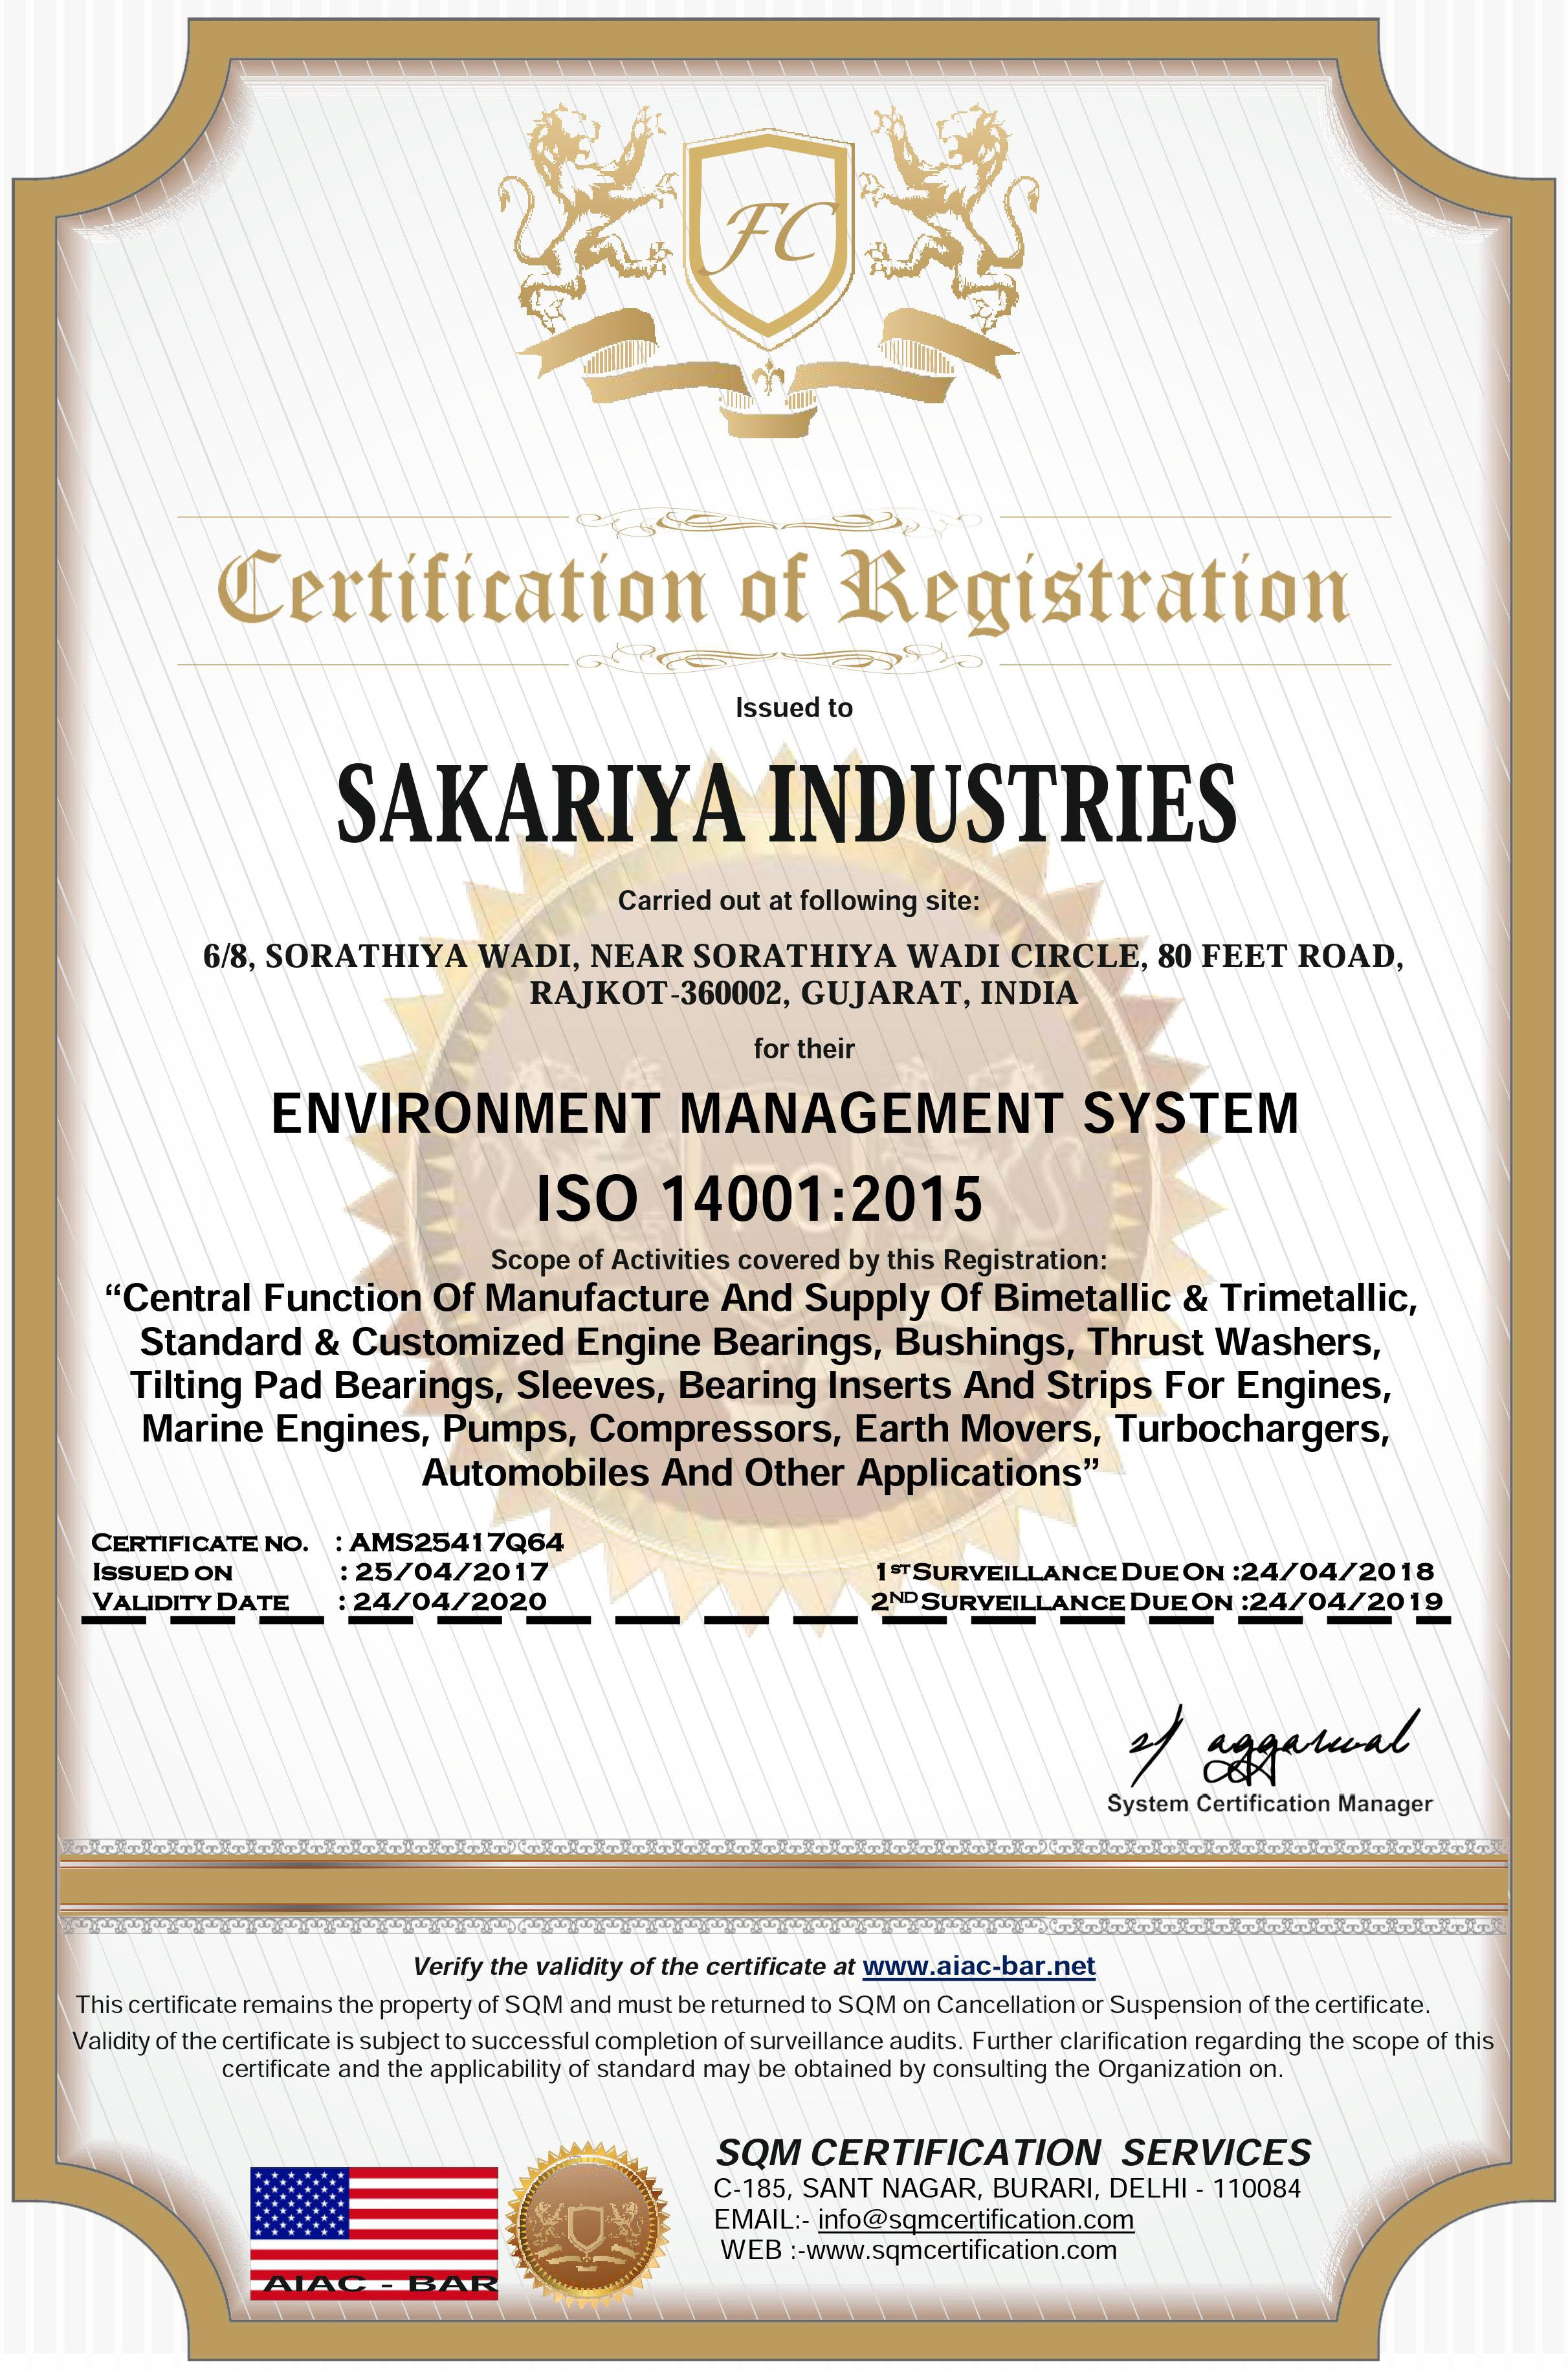 FC
Certification of Registration
Issued to
SAKARIYA INDUSTRIES
Carried out at following site:
6/8, SORATHIYA WADI, NEAR SORATHIYA WADI CIRCLE, 80 FEET ROAD,
RAJKOT-360002, GUJARAT, INDIA
for their
ENVIRONMENT MANAGEMENT SYSTEM
ISO 14001:2015
Scope of Activities covered by this Registration:
“Central Function Of Manufacture And Supply Of Bimetallic & Trimetallic,
Standard & Customized Engine Bearings, Bushings, Thrust Washers,
Tilting Pad Bearings, Sleeves, Bearing Inserts And Strips For Engines,
Marine Engines, Pumps, Compressors, Earth Movers, Turbochargers,
Automobiles And Other Applications”
CERTIFICATE NO. : AMS25417Q64
ISSUED ON : 25/04/2017 1ST SURVEILLANCE DUE ON :24/04/2018
VALIDITY DATE : 24/04/2020 2ND SURVEILLANCE DUE ON :24/04/2019
aggarwal
System Certification Manager
Verify the validity of the certificate at www.aiac-bar.net
This certificate remains the property of SQM and must be returned to SQM on Cancellation or Suspension of the certificate.
Validity of the certificate is subject to successful completion of surveillance audits. Further clarification regarding the scope of this
certificate and the applicability of standard may be obtained by consulting the Organization on.
AIAC - BAR
SQM CERTIFICATION SERVICES
C-185, SANT NAGAR, BURARI, DELHI - 110084
EMAIL:- info@sqmcertification.com
WEB :-www.sqmcertification.com